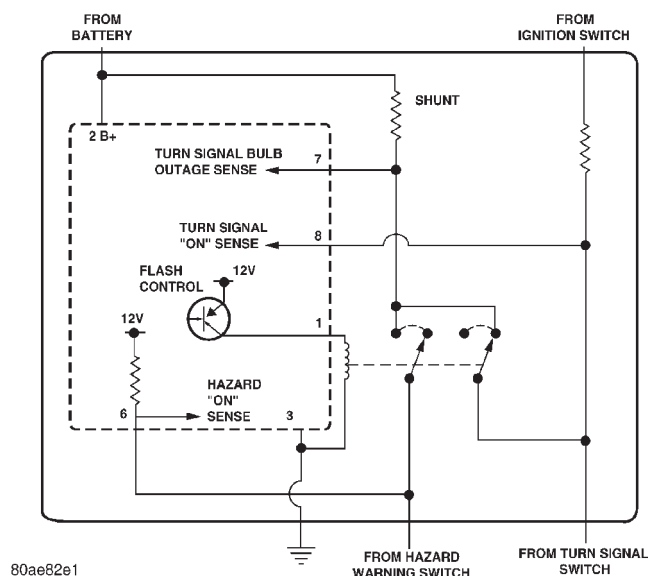 FROM
BATTERY
FROM
IGNITION SWITCH
SHUNT
2 B+
TURN SIGNAL BULB
OUTAGE SENSE
7
TURN SIGNAL
"ON" SENSE
8
FLASH
CONTROL
12V
12V
1
HAZARD
"ON"
SENSE
6
3
FROM HAZARD
WARNING SWITCH
FROM TURN SIGNAL
SWITCH
80ae82e1